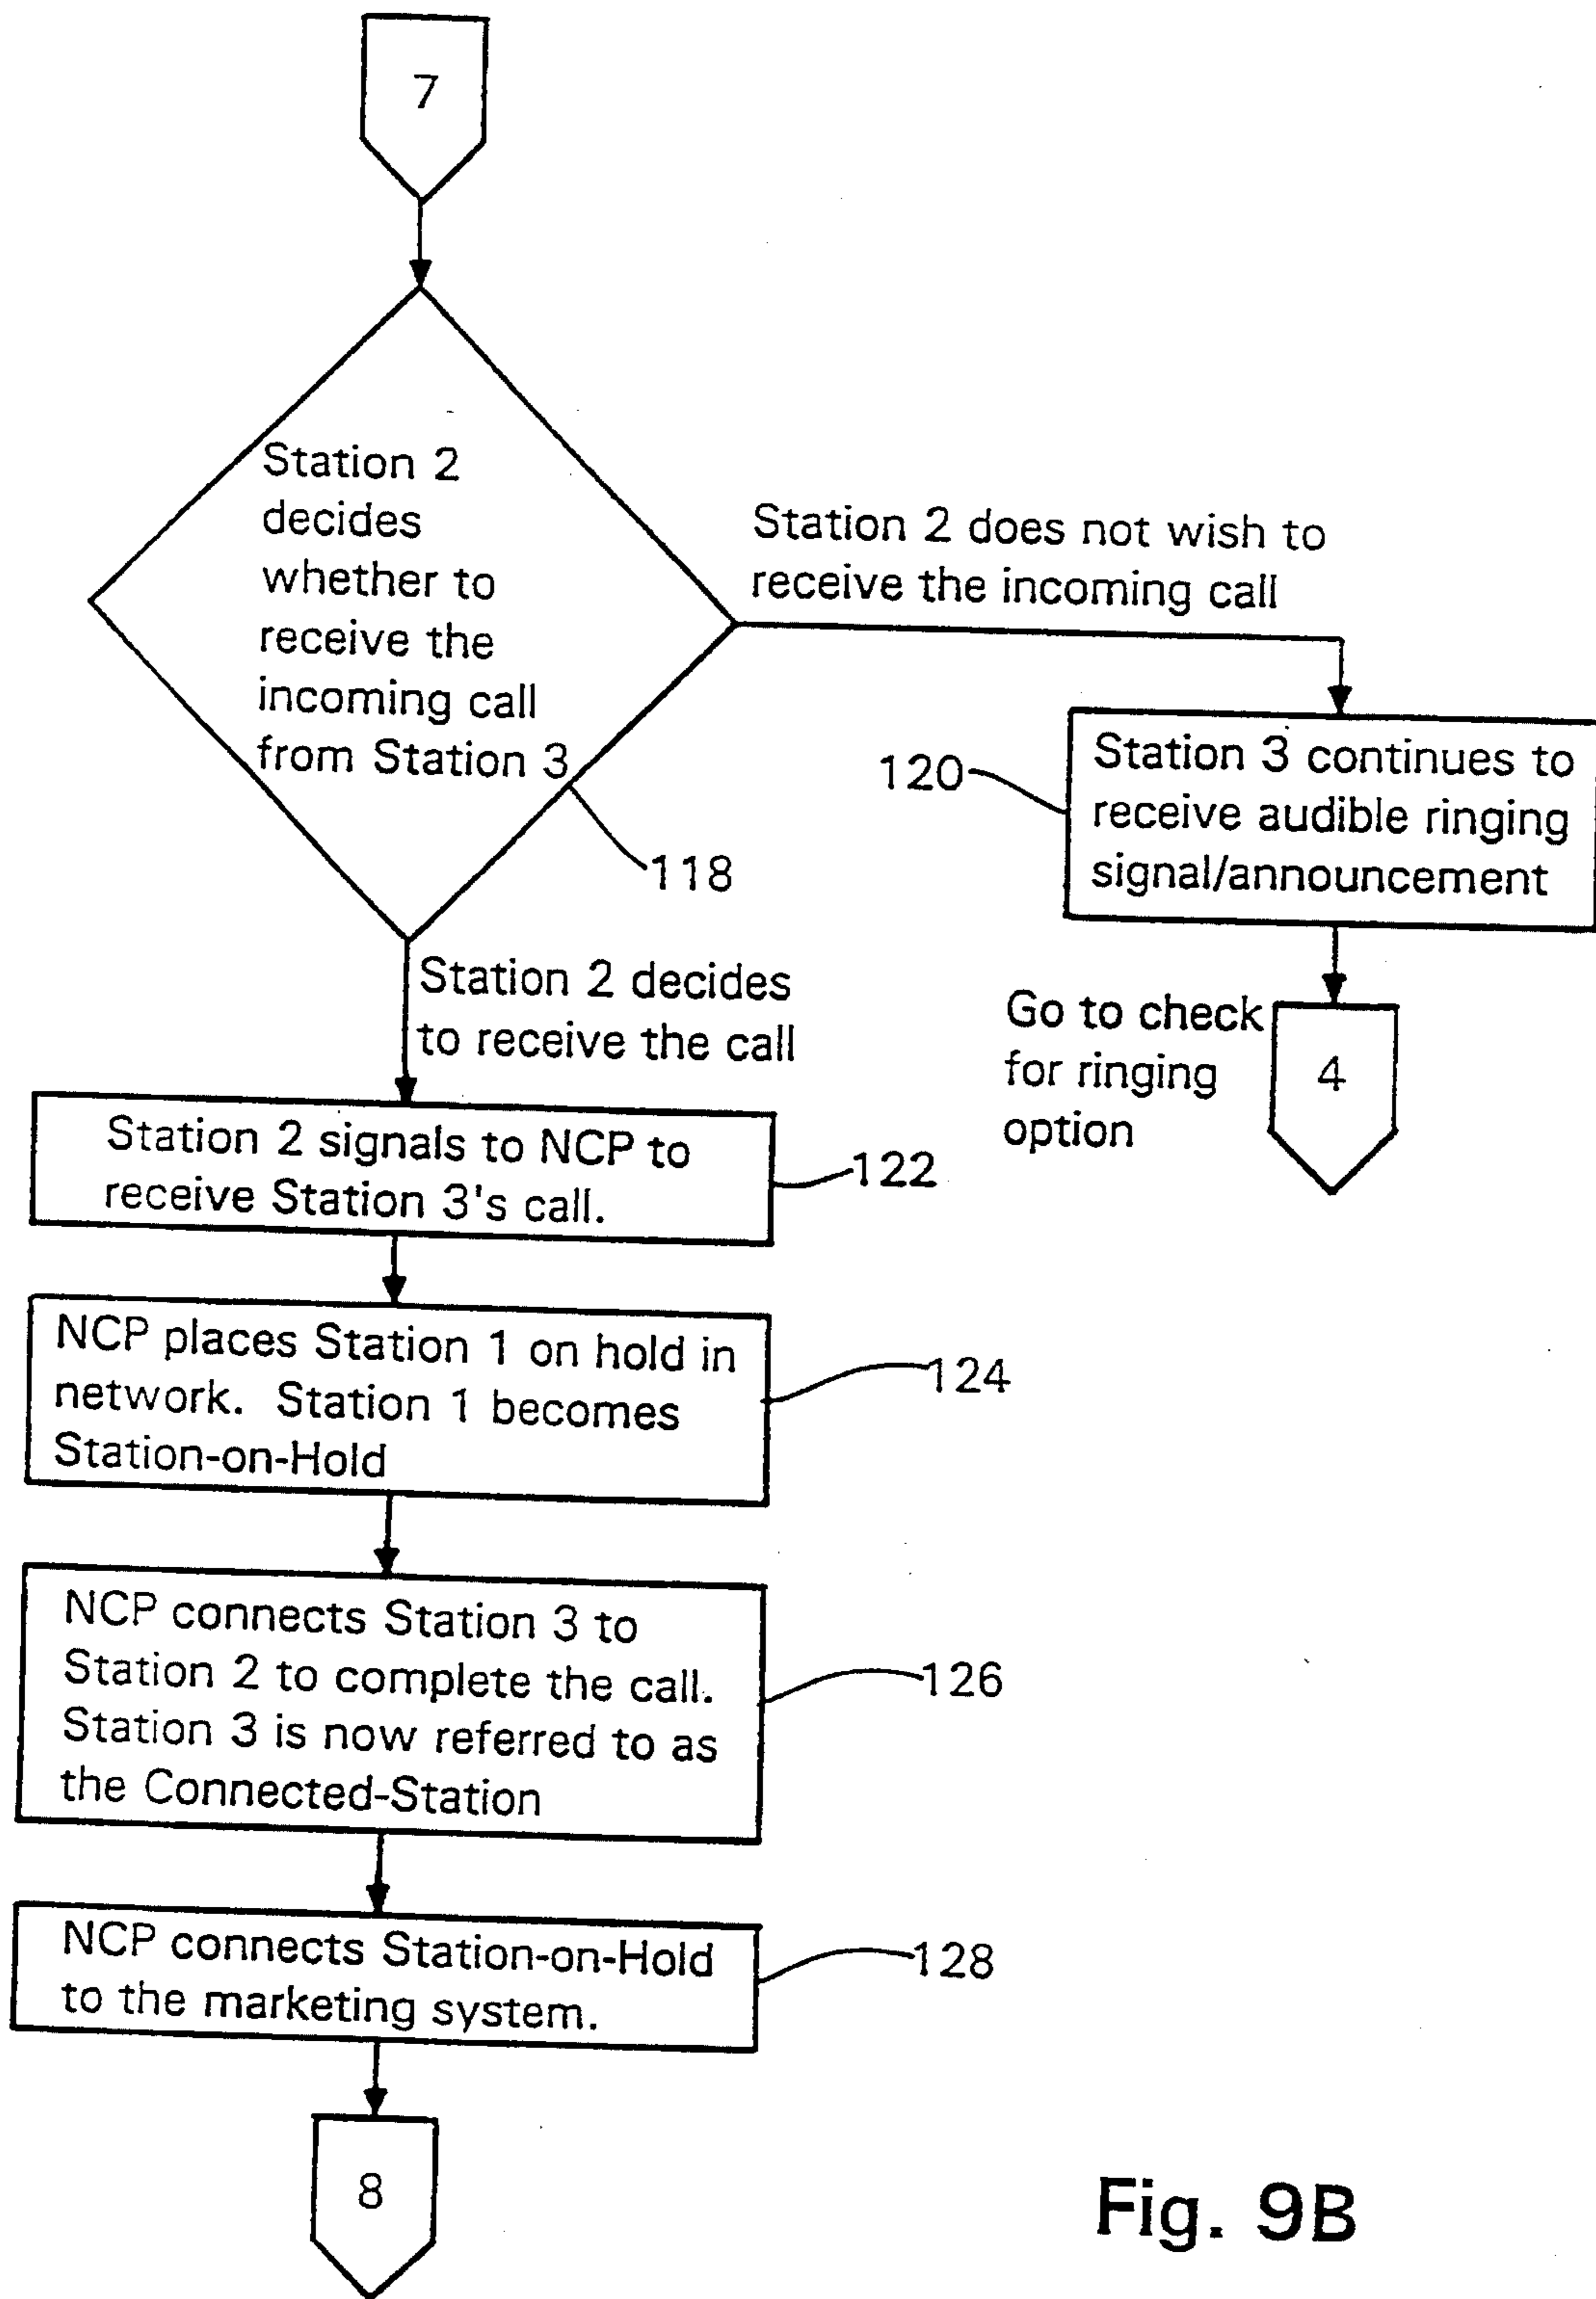 7
Station 2
decides
whether to
receive the
incoming call
from Station 3
118
Station 2 does not wish to
receive the incoming call
120
Station 3 continues to
receive audible ringing
signal/announcement
Go to check
for ringing
option
4
Station 2 decides
to receive the call
Station 2 signals to NCP to
receive Station 3's call.
122
NCP places Station 1 on hold in
network. Station 1 becomes
Station-on-Hold
124
NCP connects Station 3 to
Station 2 to complete the call.
Station 3 is now referred to as
the Connected-Station
126
NCP connects Station-on-Hold
to the marketing system.
128
8
Fig. 9B